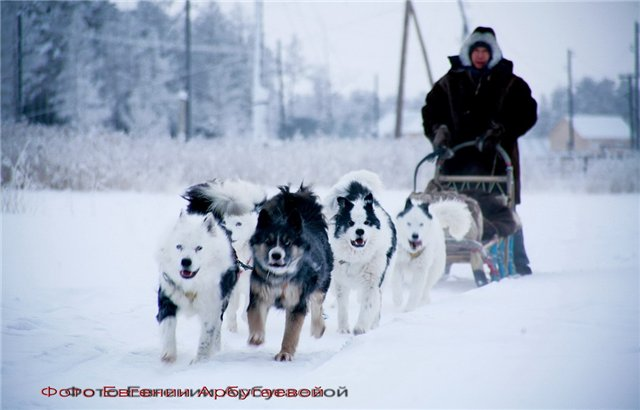 Фото Евгении Арбугаевой